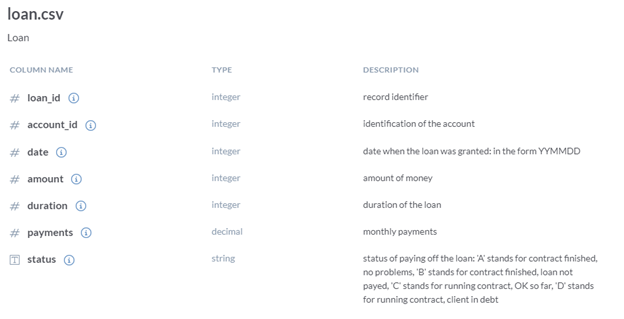 loan.csv
Loan
COLUMN NAME TYPE DESCRIPTION
# loan_id integer record identifier
# account_id integer identification of the account
# date integer date when the loan was granted: in the form YYMMDD
# amount integer amount of money
# duration integer duration of the loan
# payments decimal monthly payments
status string status of paying off the loan: 'A' stands for contract finished,
no problems, 'B' stands for contract finished, loan not
payed, 'C' stands for running contract, OK so far, 'D' stands
for running contract, client in debt